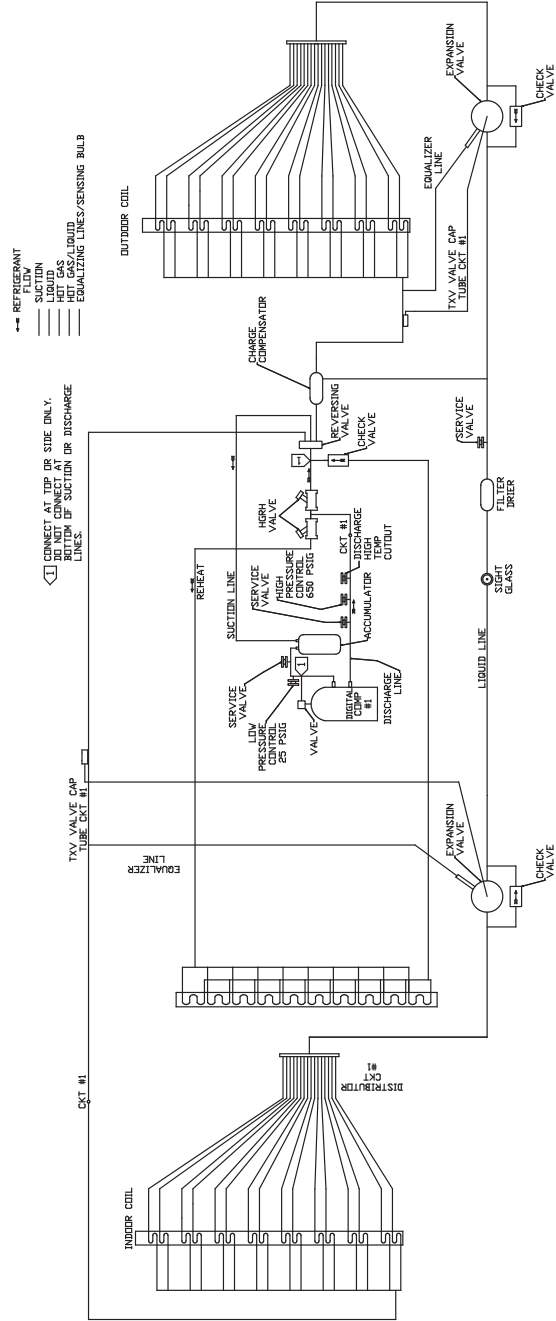 REFRIGERANT
FLOW
SUCTION
LIQUID
HOT GAS
HOT GAS/LIQUID
EQUALIZING LINES/SENSING BULB
1
CONNECT AT TOP OR SIDE ONLY.
DO NOT CONNECT AT
BOTTOM OF SUCTION OR DISCHARGE
LINES.
INDOOR COIL
CKT #1
DISTRIBUTOR
CKT
#1
TXV VALVE CAP
TUBE CKT #1
EQUALIZER
LINE
EXPANSION
VALVE
CHECK
VALVE
REHEAT
SUCTION LINE
SERVICE
VALVE
LOW
PRESSURE
CONTROL
25 PSIG
VALVE
1
DIGITAL
COMP
#1
DISCHARGE
LINE
ACCUMULATOR
SERVICE
VALVE
HIGH
PRESSURE
CONTROL
650 PSIG
HGRH
VALVE
CKT #1
DISCHARGE
HIGH
TEMP
CUTOUT
1
REVERSING
VALVE
CHECK
VALVE
CHARGE
COMPENSATOR
LIQUID LINE
SIGHT
GLASS
FILTER
DRIER
SERVICE
VALVE
OUTDOOR COIL
TXV VALVE CAP
TUBE CKT #1
EQUALIZER
LINE
EXPANSION
VALVE
CHECK
VALVE